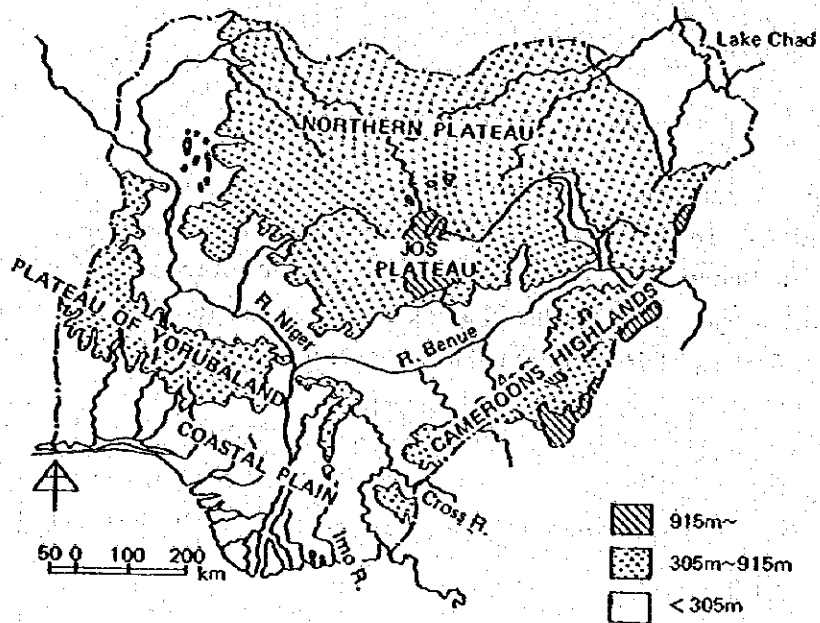 Lake Chad
NORTHERN PLATEAU
JOS
PLATEAU
PLATEAU OF YORUBALAND
R. Niger
R. Benue
CAMEROONS HIGHLANDS
COASTAL PLAIN
Cross R.
Imo R.
50 0 100 200
km
915m~
305m~915m
< 305m